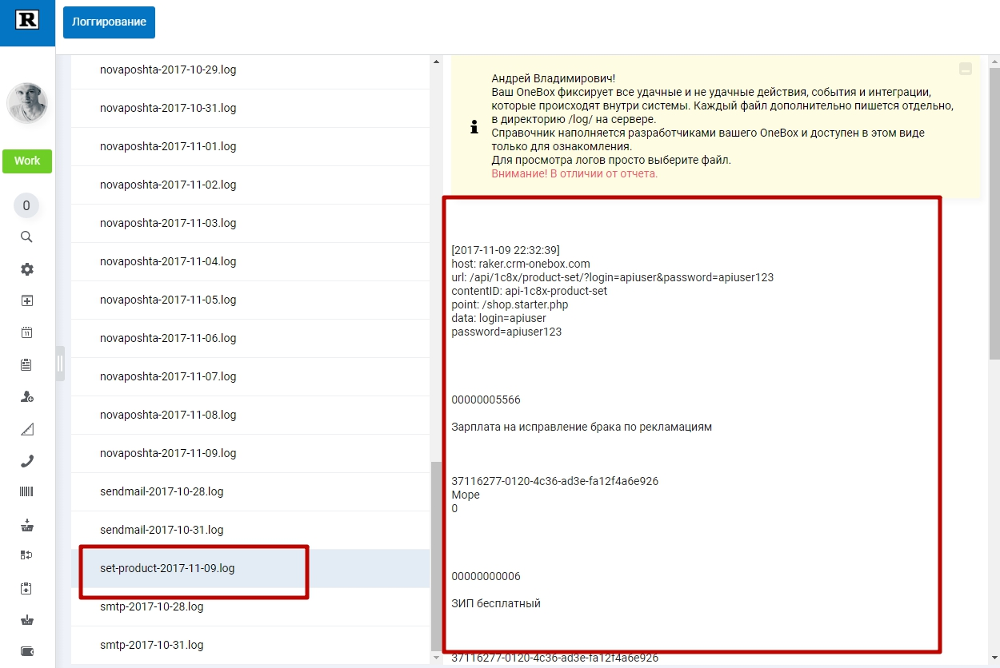 R
Логгирование
Work
0
11
novaposhta-2017-10-29.log
novaposhta-2017-10-31.log
novaposhta-2017-11-01.log
novaposhta-2017-11-02.log
novaposhta-2017-11-03.log
novaposhta-2017-11-04.log
novaposhta-2017-11-05.log
novaposhta-2017-11-06.log
novaposhta-2017-11-07.log
novaposhta-2017-11-08.log
novaposhta-2017-11-09.log
sendmail-2017-10-28.log
sendmail-2017-10-31.log
set-product-2017-11-09.log
smtp-2017-10-28.log
smtp-2017-10-31.log
Андрей Владимирович!
Ваш OneBox фиксирует все удачные и не удачные действия, события и интеграции,
которые происходят внутри системы. Каждый файл дополнительно пишется отдельно,
в директорию /log/ на сервере.
Справочник наполняется разработчиками вашего OneBox и доступен в этом виде
только для ознакомления.
Для просмотра логов просто выберите файл.
Внимание! В отличии от отчета.
[2017-11-09 22:32:39]
host: raker.crm-onebox.com
url: /api/1c8x/product-set/?login=apiuser&password=apiuser123
contentID: api-1c8x-product-set
point: /shop.starter.php
data: login=apiuser
password=apiuser123
00000005566
Зарплата на исправление брака по рекламациям
37116277-0120-4c36-ad3e-fa12f4a6e926
Море
0
00000000006
ЗИП бесплатный
37116277-0120-4c36-ad3e-fa12f4a6e926